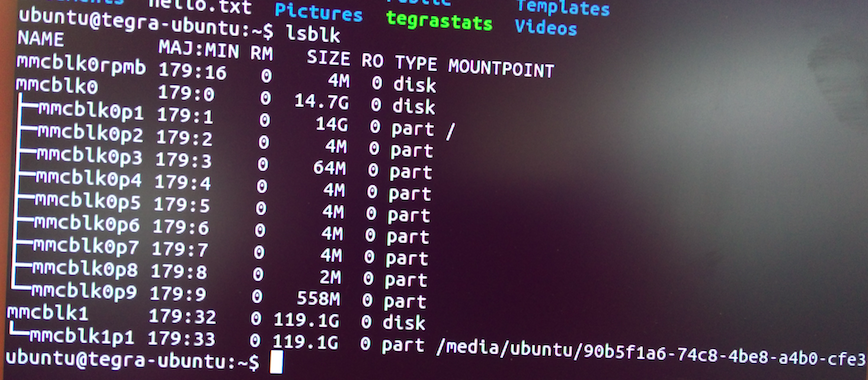 hello.txt Pictures tegrastats Templates Videos
ubuntu@tegra-ubuntu:~$ lsblk
NAME MAJ:MIN RM SIZE RO TYPE MOUNTPOINT
mmcblk0rpmb 179:16 0 4M 0 disk
mmcblk0 179:0 0 14.7G 0 disk
├─mmcblk0p1 179:1 0 14G 0 part /
├─mmcblk0p2 179:2 0 4M 0 part
├─mmcblk0p3 179:3 0 64M 0 part
├─mmcblk0p4 179:4 0 4M 0 part
├─mmcblk0p5 179:5 0 4M 0 part
├─mmcblk0p6 179:6 0 4M 0 part
├─mmcblk0p7 179:7 0 4M 0 part
├─mmcblk0p8 179:8 0 2M 0 part
└─mmcblk0p9 179:9 0 558M 0 part
mmcblk1 179:32 0 119.1G 0 disk
└─mmcblk1p1 179:33 0 119.1G 0 part /media/ubuntu/90b5f1a6-74c8-4be8-a4b0-cfe3
ubuntu@tegra-ubuntu:~$